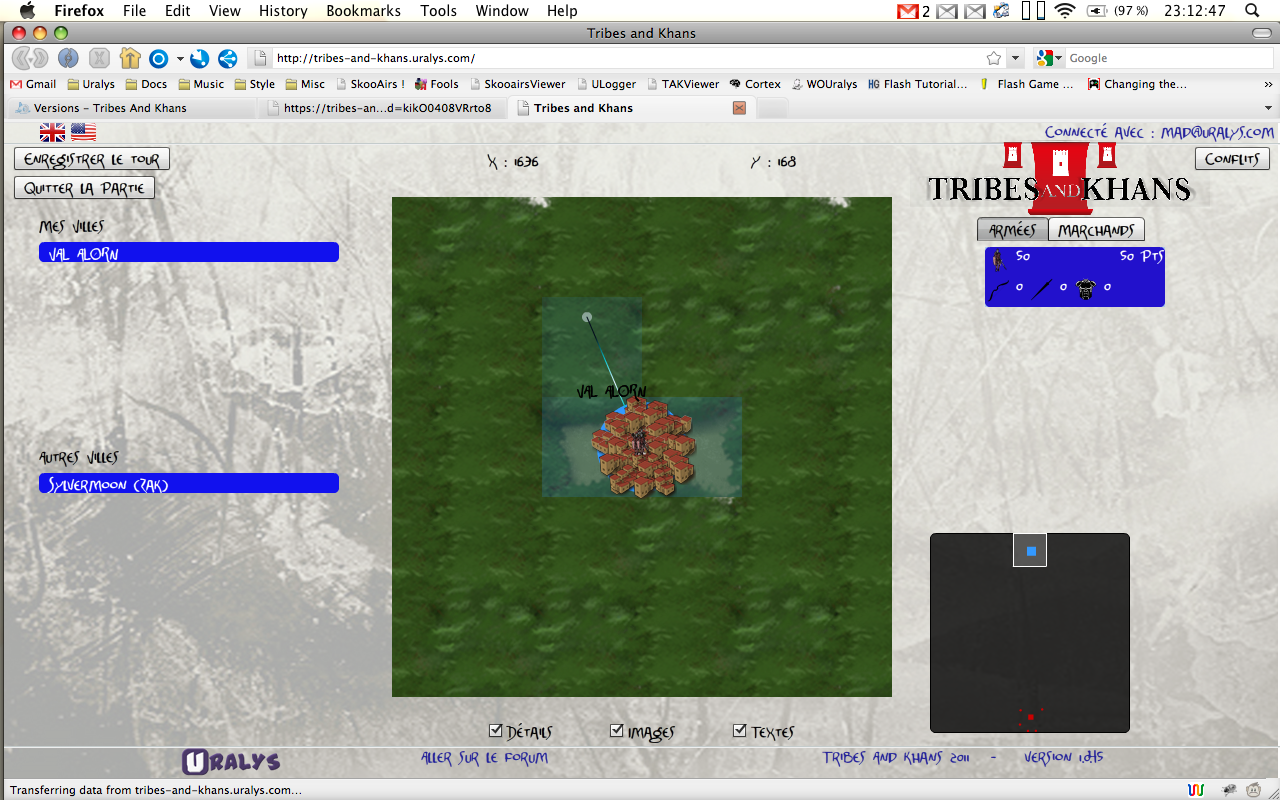 Firefox File Edit View History Bookmarks Tools Window Help 2 (97 %) 23:12:47
Tribes and Khans
http://tribes-and-khans.uralys.com/ Google
Gmail Uralys Docs Music Style Misc SkooAirs ! Fools SkooairsViewer ULogger TAKViewer Cortex WOUralys HG Flash Tutorial... Flash Game ... Changing the... »
Versions - Tribes And Khans https://tribes-an...d=kikO0408VRrto8 Tribes and Khans
Connecté avec : mad@uralys.com
Enregistrer le tour X : 1636 Y : 168 Conflits
Quitter la Partie TRIBES AND KHANS
Mes villes Armées Marchands
Val Alorn 50 50 Pts
0 0 0
Val Alorn
Autres villes
Sylvermoon (Zak)
Détails Images Textes
Uralys Aller sur le forum Tribes and Khans 2011 -
Transferring data from tribes-and-khans.uralys.com...